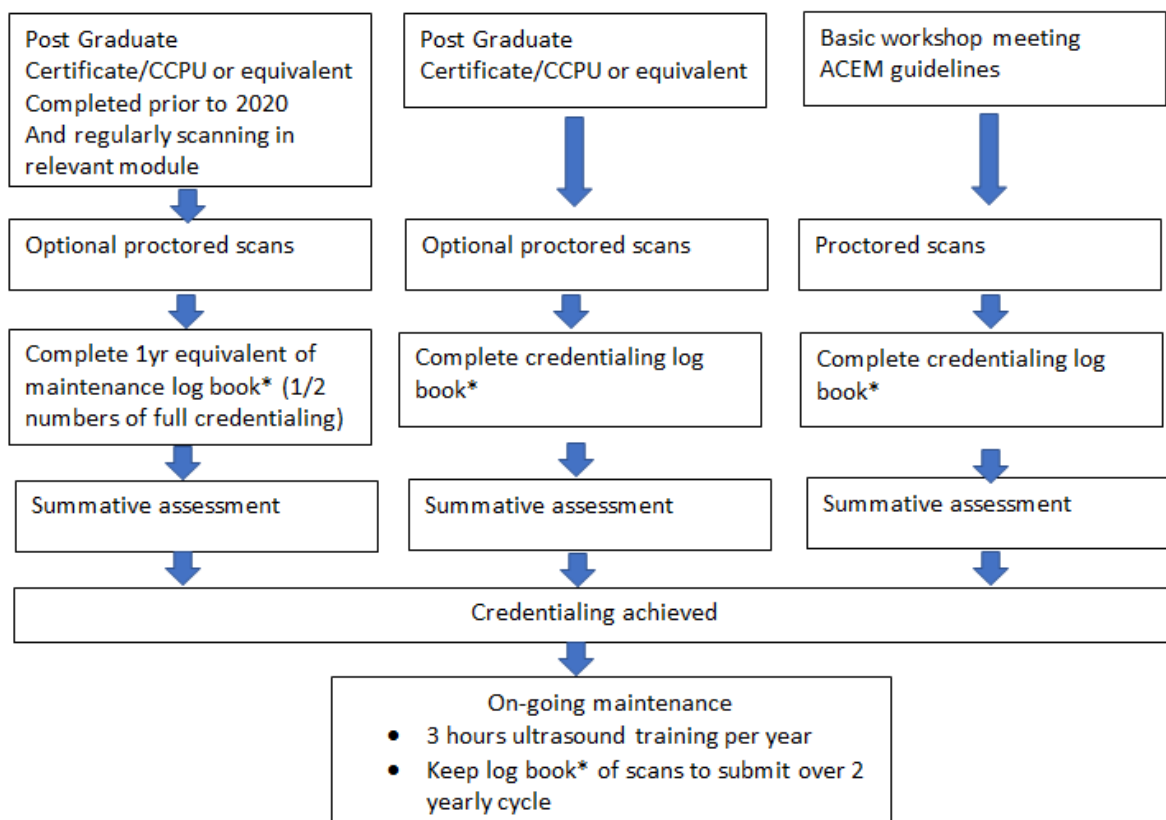 Post Graduate
Certificate/CCPU or equivalent
Completed prior to 2020
And regularly scanning in
relevant module
Post Graduate
Certificate/CCPU or equivalent
Basic workshop meeting
ACEM guidelines
Optional proctored scans
Optional proctored scans
Proctored scans
Complete 1yr equivalent of
maintenance log book* (1/2
numbers of full credentialing)
Complete credentialing log
book*
Complete credentialing log
book*
Summative assessment
Summative assessment
Summative assessment
Credentialing achieved
On-going maintenance
• 3 hours ultrasound training per year
• Keep log book* of scans to submit over 2
yearly cycle